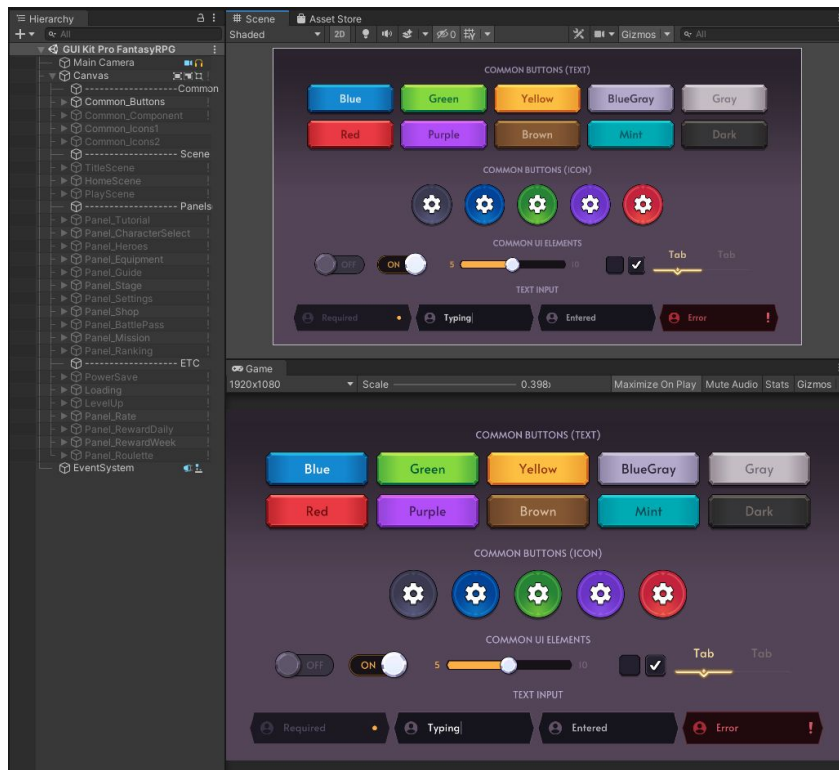 Hierarchy
All
GUI Kit Pro FantasyRPG
Main Camera
Canvas
--------------------Common
Common_Buttons
Common_Component
Common_Icons1
Common_Icons2
-------------------- Scene
TitleScene
HomeScene
PlayScene
-------------------- Panels
Panel_Tutorial
Panel_CharacterSelect
Panel_Heroes
Panel_Equipment
Panel_Guide
Panel_Stage
Panel_Settings
Panel_Shop
Panel_BattlePass
Panel_Mission
Panel_Ranking
-------------------- ETC
PowerSave
Loading
LevelUp
Panel_Rate
Panel_RewardDaily
Panel_RewardWeek
Panel_Roulette
EventSystem
Scene Asset Store
Shaded 2D 0 Gizmos All
COMMON BUTTONS (TEXT)
Blue Green Yellow BlueGray Gray
Red Purple Brown Mint Dark
COMMON BUTTONS (ICON)
COMMON UI ELEMENTS
OFF ON 5 10 Tab Tab
TEXT INPUT
Required Typing Entered Error !
Game
1920x1080 Scale 0.398x Maximize On Play Mute Audio Stats Gizmos
COMMON BUTTONS (TEXT)
Blue Green Yellow BlueGray Gray
Red Purple Brown Mint Dark
COMMON BUTTONS (ICON)
COMMON UI ELEMENTS
OFF ON 5 10 Tab Tab
TEXT INPUT
Required Typing Entered Error !